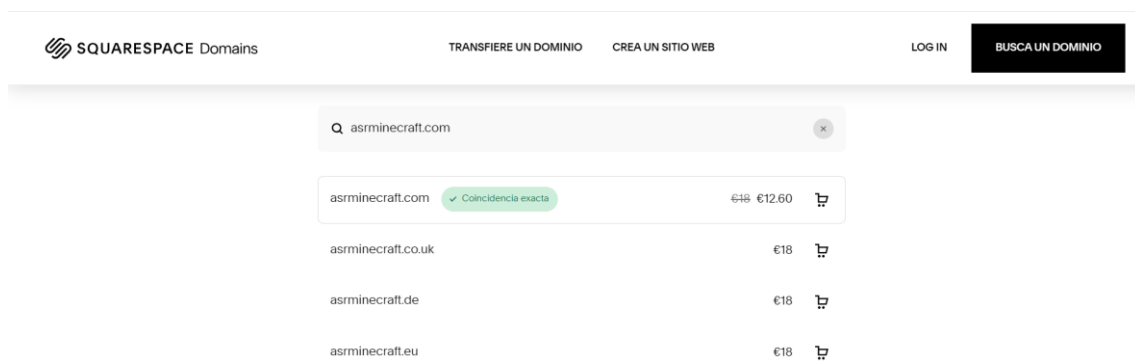 SQUARESPACE Domains TRANSFIERE UN DOMINIO CREA UN SITIO WEB LOG IN BUSCA UN DOMINIO
asrminecraft.com
asrminecraft.com Coincidencia exacta €18 €12.60
asrminecraft.co.uk €18
asrminecraft.de €18
asrminecraft.eu €18